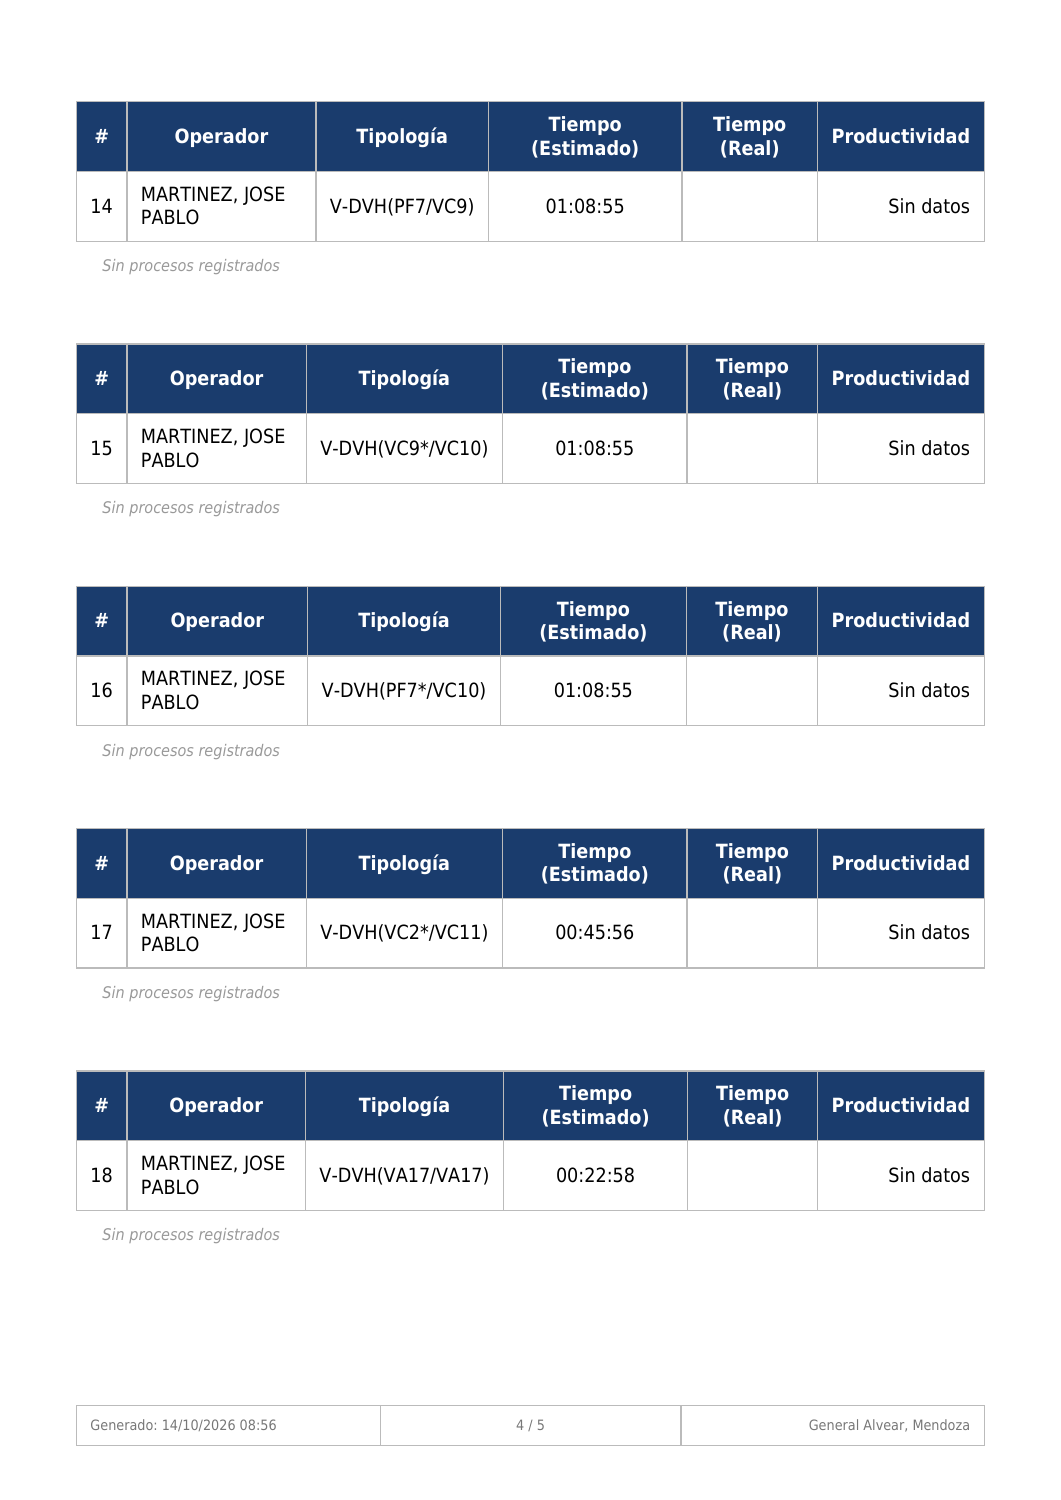 # Operador Tipología Tiempo (Estimado) Tiempo (Real) Productividad
14 MARTINEZ, JOSE PABLO V-DVH(PF7/VC9) 01:08:55 Sin datos
Sin procesos registrados
# Operador Tipología Tiempo (Estimado) Tiempo (Real) Productividad
15 MARTINEZ, JOSE PABLO V-DVH(VC9*/VC10) 01:08:55 Sin datos
Sin procesos registrados
# Operador Tipología Tiempo (Estimado) Tiempo (Real) Productividad
16 MARTINEZ, JOSE PABLO V-DVH(PF7*/VC10) 01:08:55 Sin datos
Sin procesos registrados
# Operador Tipología Tiempo (Estimado) Tiempo (Real) Productividad
17 MARTINEZ, JOSE PABLO V-DVH(VC2*/VC11) 00:45:56 Sin datos
Sin procesos registrados
# Operador Tipología Tiempo (Estimado) Tiempo (Real) Productividad
18 MARTINEZ, JOSE PABLO V-DVH(VA17/VA17) 00:22:58 Sin datos
Sin procesos registrados
Generado: 14/10/2026 08:56 4 / 5 General Alvear, Mendoza